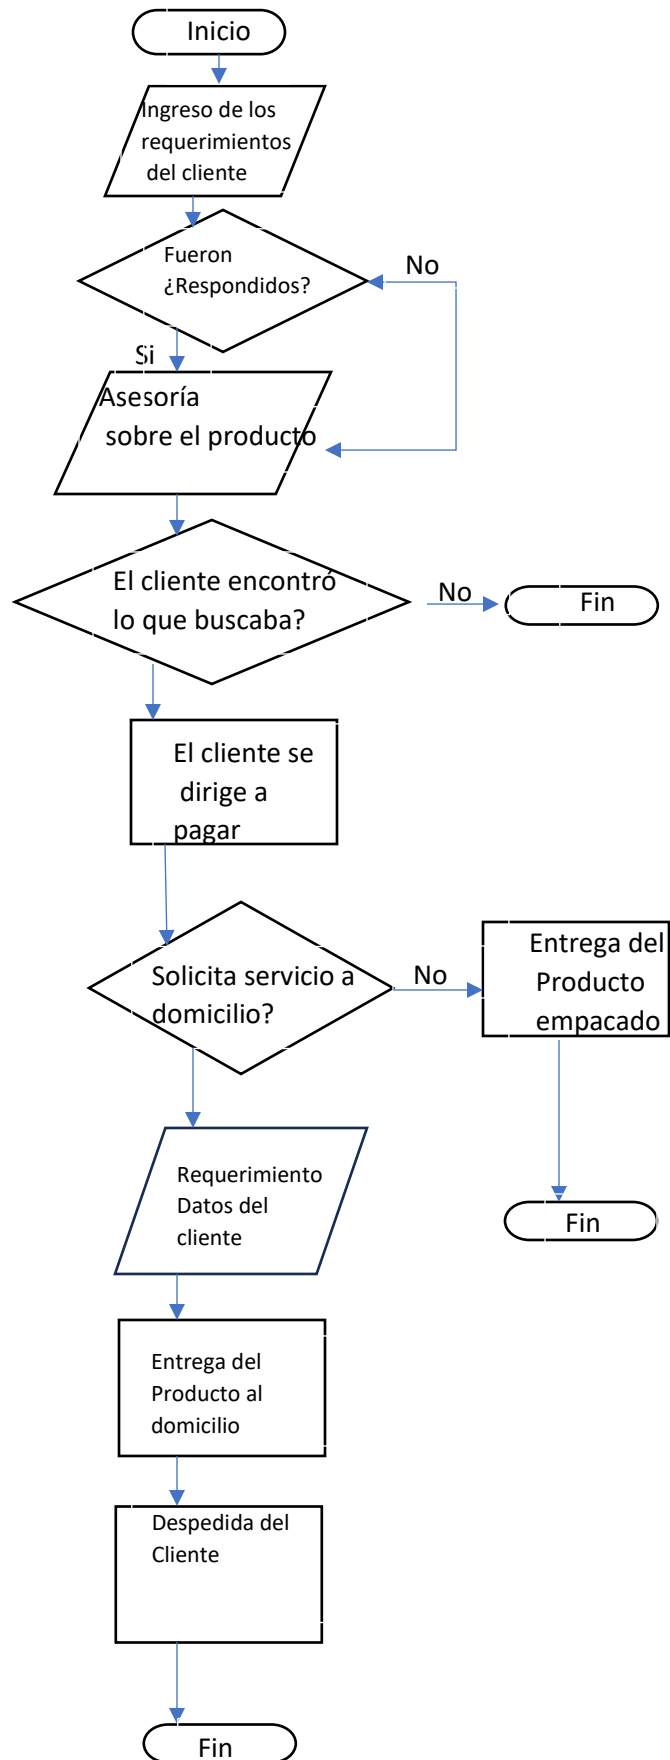 Inicio
Ingreso de los
requerimientos
del cliente
Fueron
¿Respondidos?
No
Si
Asesoría
sobre el producto
El cliente encontró
lo que buscaba?
No
Fin
El cliente se
dirige a
pagar
Solicita servicio a
domicilio?
No
Entrega del
Producto
empacado
Requerimiento
Datos del
cliente
Fin
Entrega del
Producto al
domicilio
Despedida del
Cliente
Fin